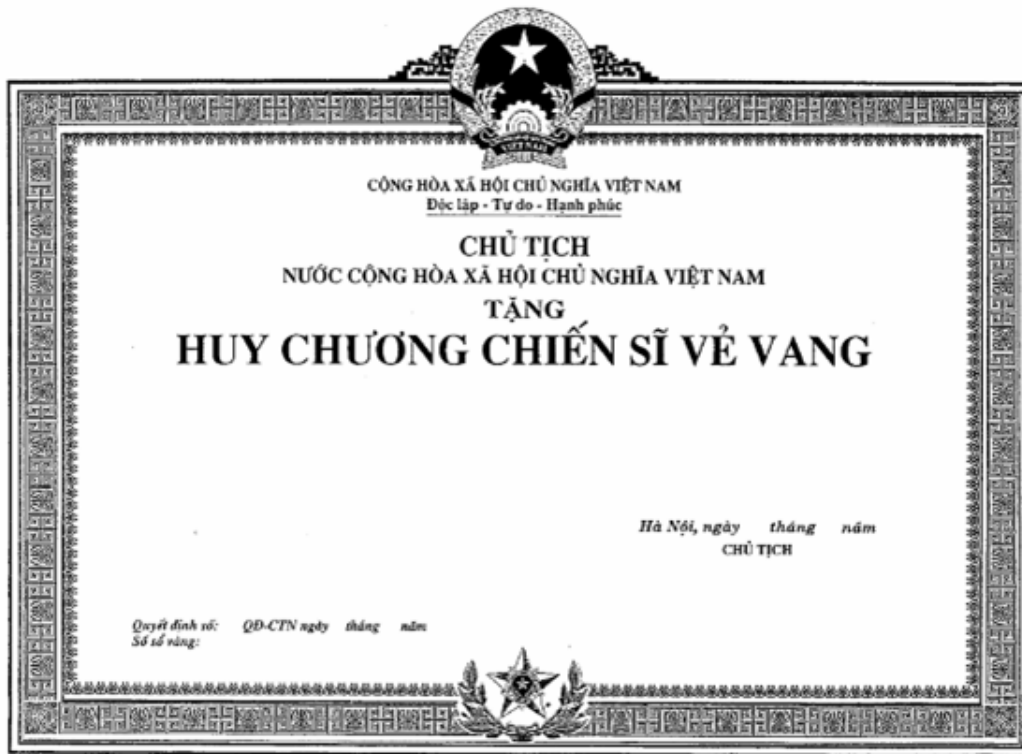 VIỆT NAM
CỘNG HÒA XÃ HỘI CHỦ NGHĨA VIỆT NAM
Độc lập - Tự do - Hạnh phúc
CHỦ TỊCH
NƯỚC CỘNG HÒA XÃ HỘI CHỦ NGHĨA VIỆT NAM
TẶNG
HUY CHƯƠNG CHIẾN SĨ VẺ VANG
Hà Nội, ngày tháng năm
CHỦ TỊCH
Quyết định số: QĐ-CTN ngày tháng năm
Số sổ vàng: